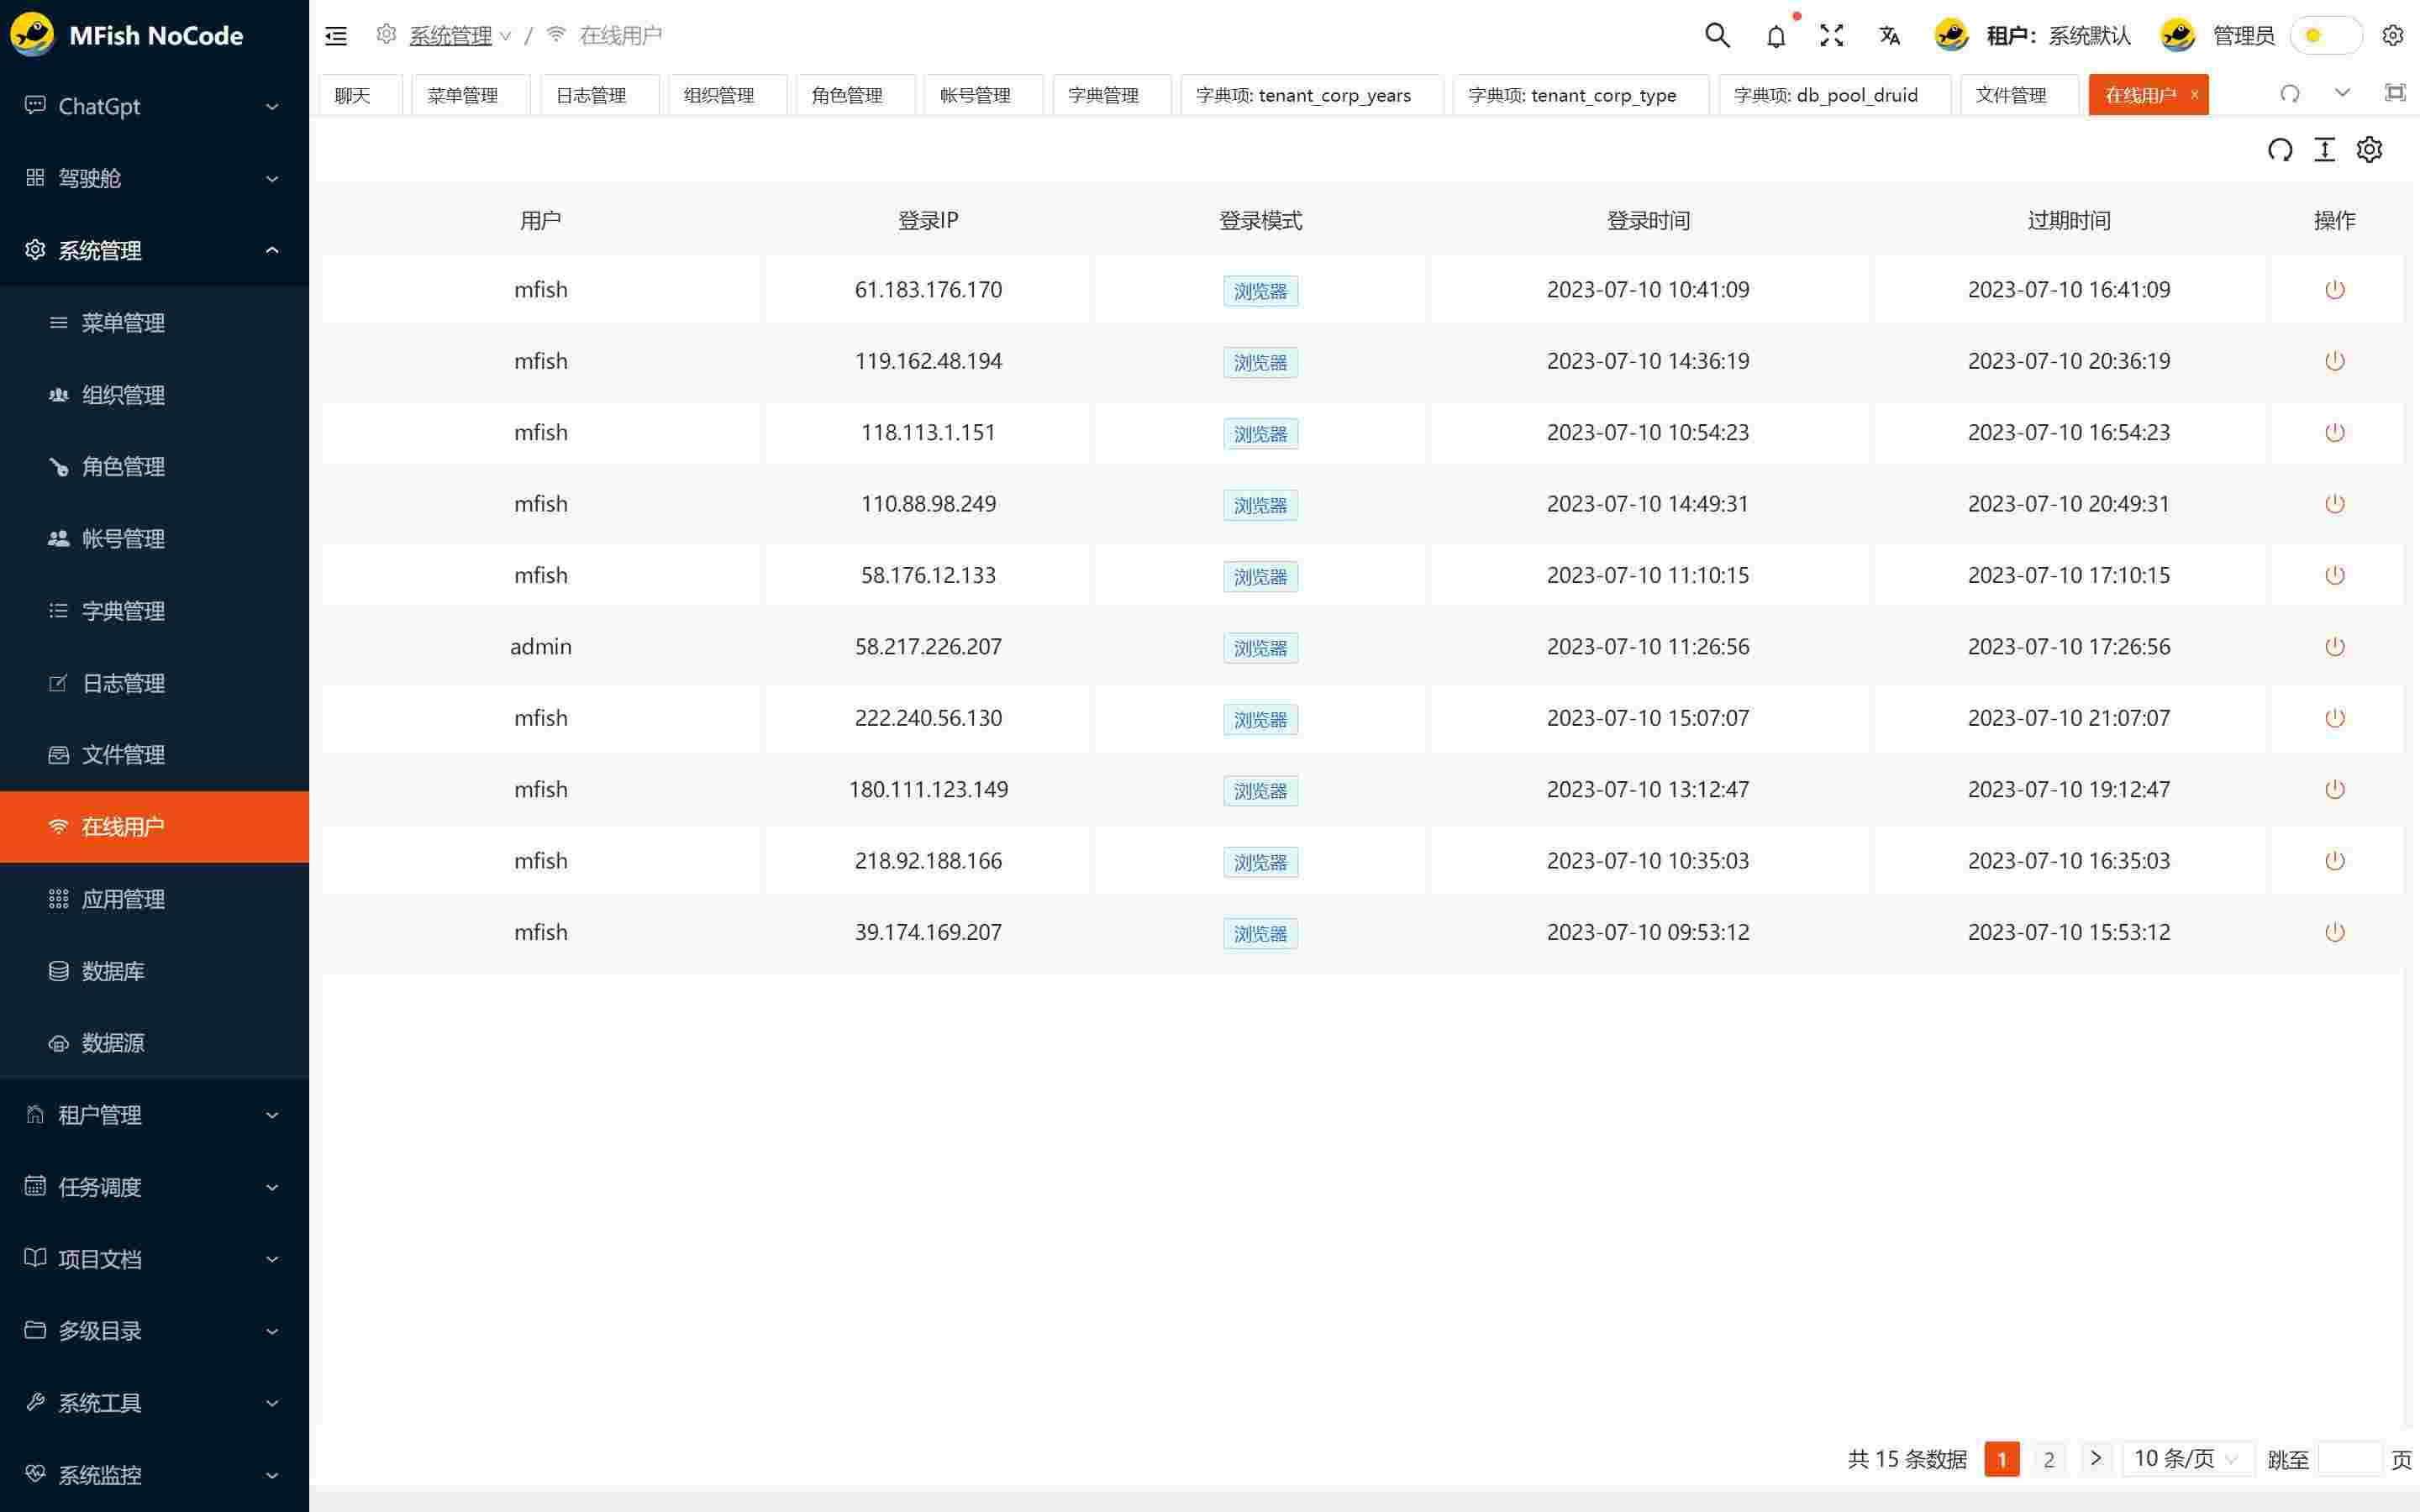 MFish NoCode
系统管理 / 在线用户
租户: 系统默认
管理员
聊天 菜单管理 日志管理 组织管理 角色管理 帐号管理 字典管理 字典项: tenant_corp_years 字典项: tenant_corp_type 字典项: db_pool_druid 文件管理 在线用户 ×
ChatGpt
驾驶舱
系统管理
菜单管理
组织管理
角色管理
帐号管理
字典管理
日志管理
文件管理
在线用户
应用管理
数据库
数据源
租户管理
任务调度
项目文档
多级目录
系统工具
系统监控
用户 登录IP 登录模式 登录时间 过期时间 操作
mfish 61.183.176.170 浏览器 2023-07-10 10:41:09 2023-07-10 16:41:09
mfish 119.162.48.194 浏览器 2023-07-10 14:36:19 2023-07-10 20:36:19
mfish 118.113.1.151 浏览器 2023-07-10 10:54:23 2023-07-10 16:54:23
mfish 110.88.98.249 浏览器 2023-07-10 14:49:31 2023-07-10 20:49:31
mfish 58.176.12.133 浏览器 2023-07-10 11:10:15 2023-07-10 17:10:15
admin 58.217.226.207 浏览器 2023-07-10 11:26:56 2023-07-10 17:26:56
mfish 222.240.56.130 浏览器 2023-07-10 15:07:07 2023-07-10 21:07:07
mfish 180.111.123.149 浏览器 2023-07-10 13:12:47 2023-07-10 19:12:47
mfish 218.92.188.166 浏览器 2023-07-10 10:35:03 2023-07-10 16:35:03
mfish 39.174.169.207 浏览器 2023-07-10 09:53:12 2023-07-10 15:53:12
共 15 条数据 1 2 > 10 条/页 跳至 页